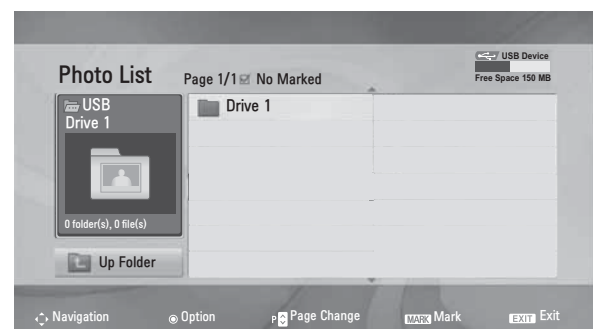 USB Device
Photo List
Page 1/1 No Marked
Free Space 150 MB
USB
Drive 1
0 folder(s), 0 file(s)
Up Folder
Drive 1
Navigation
Option
P Page Change
MARK Mark
EXIT Exit